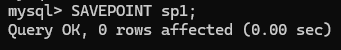 mysql> SAVEPOINT sp1;
Query OK, 0 rows affected (0.00 sec)